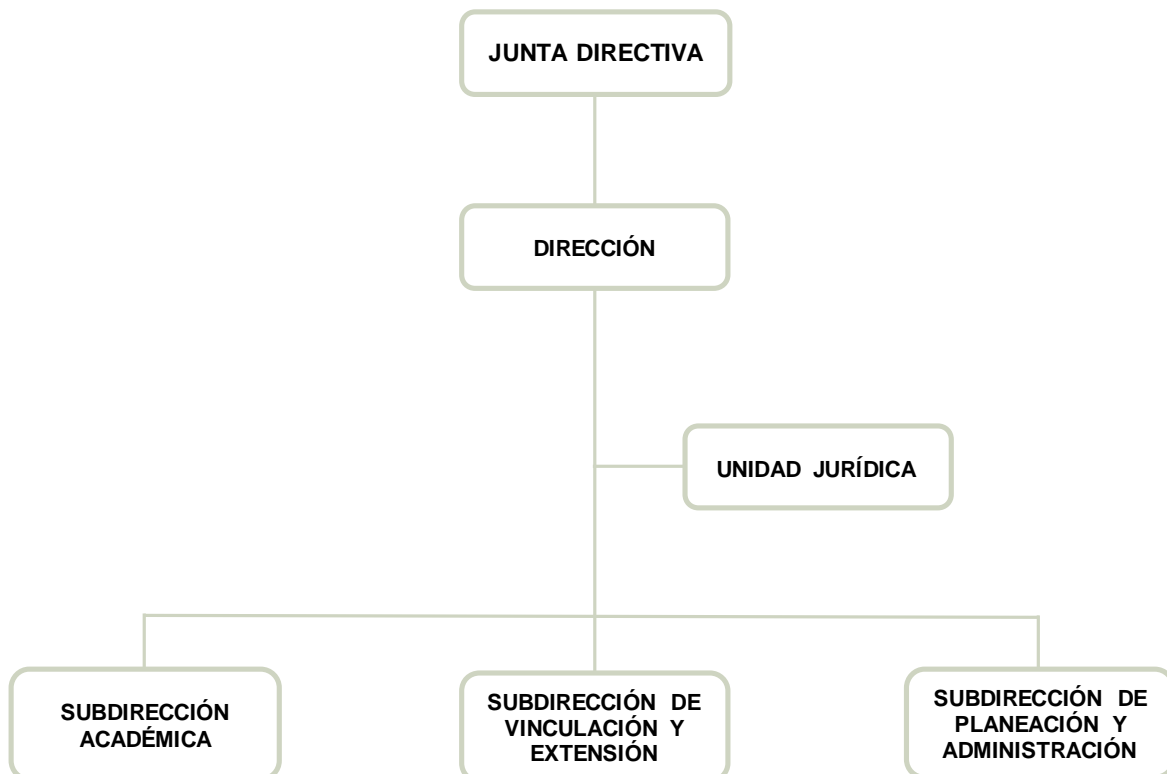 JUNTA DIRECTIVA
DIRECCIÓN
UNIDAD JURÍDICA
SUBDIRECCIÓN
ACADÉMICA
SUBDIRECCIÓN DE
VINCULACIÓN Y
EXTENSIÓN
SUBDIRECCIÓN DE
PLANEACIÓN Y
ADMINISTRACIÓN